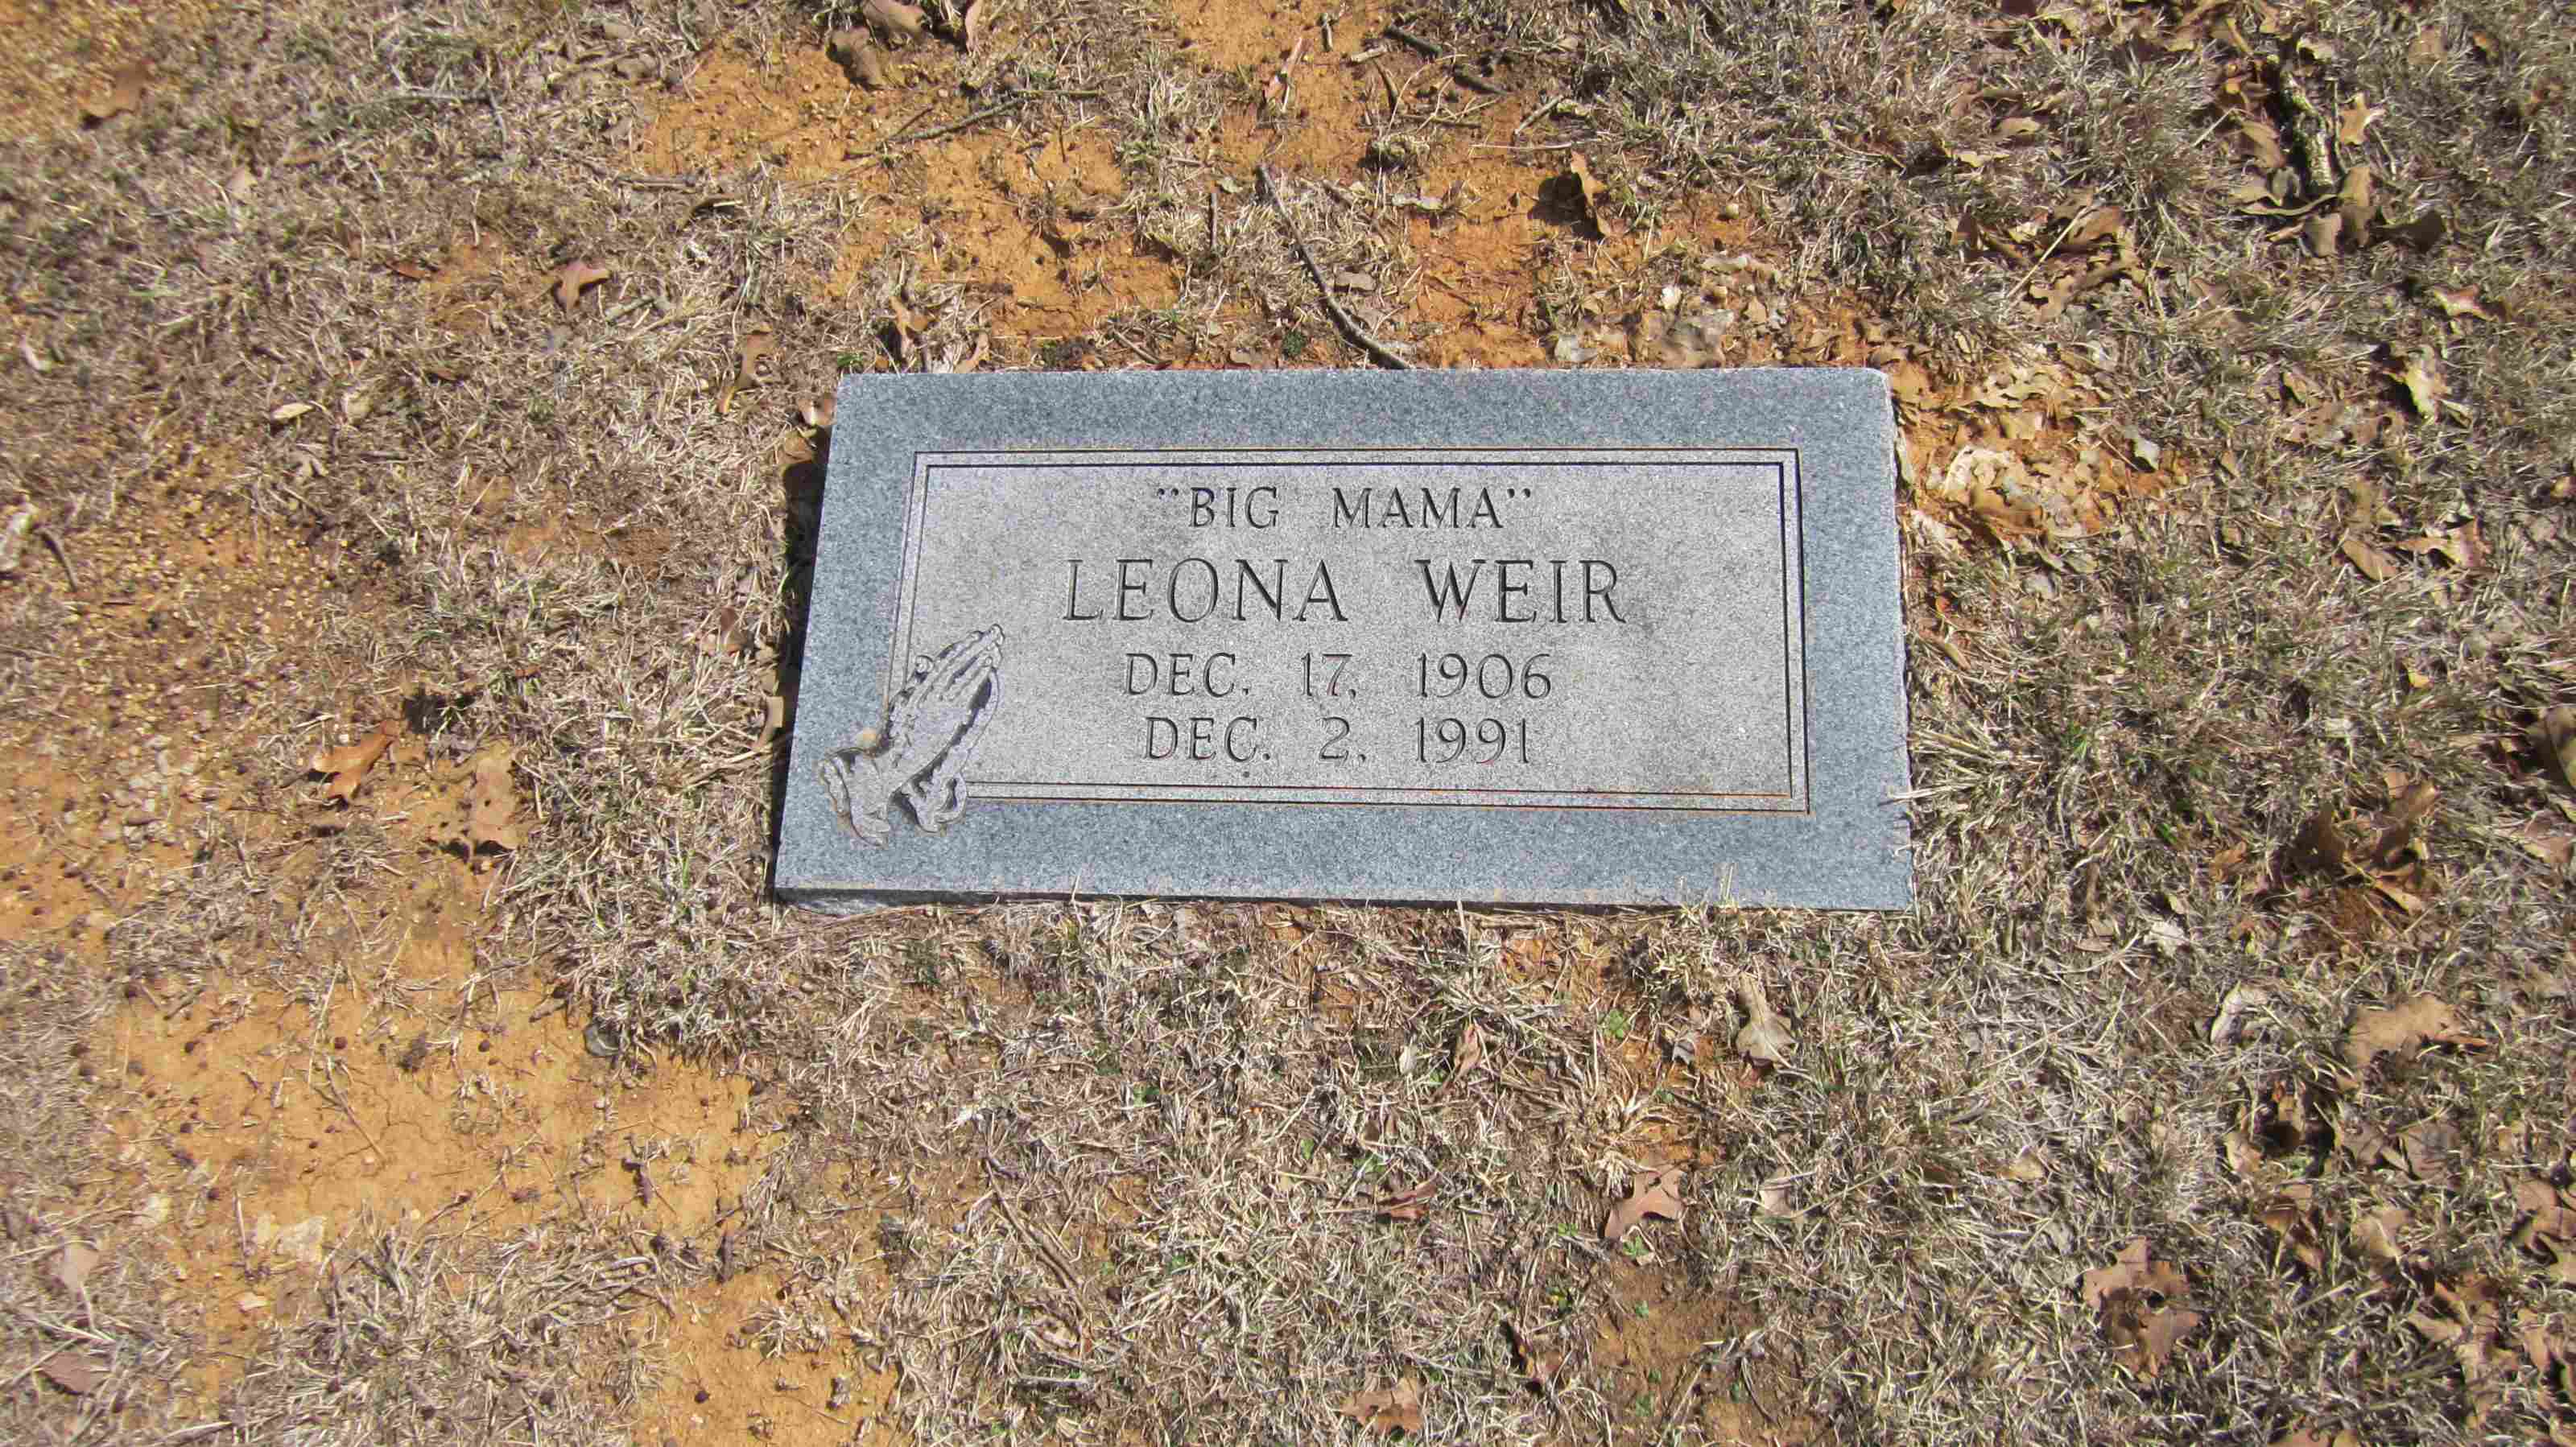 "BIG MAMA"
LEONA WEIR
DEC. 17, 1906
DEC. 2, 1991